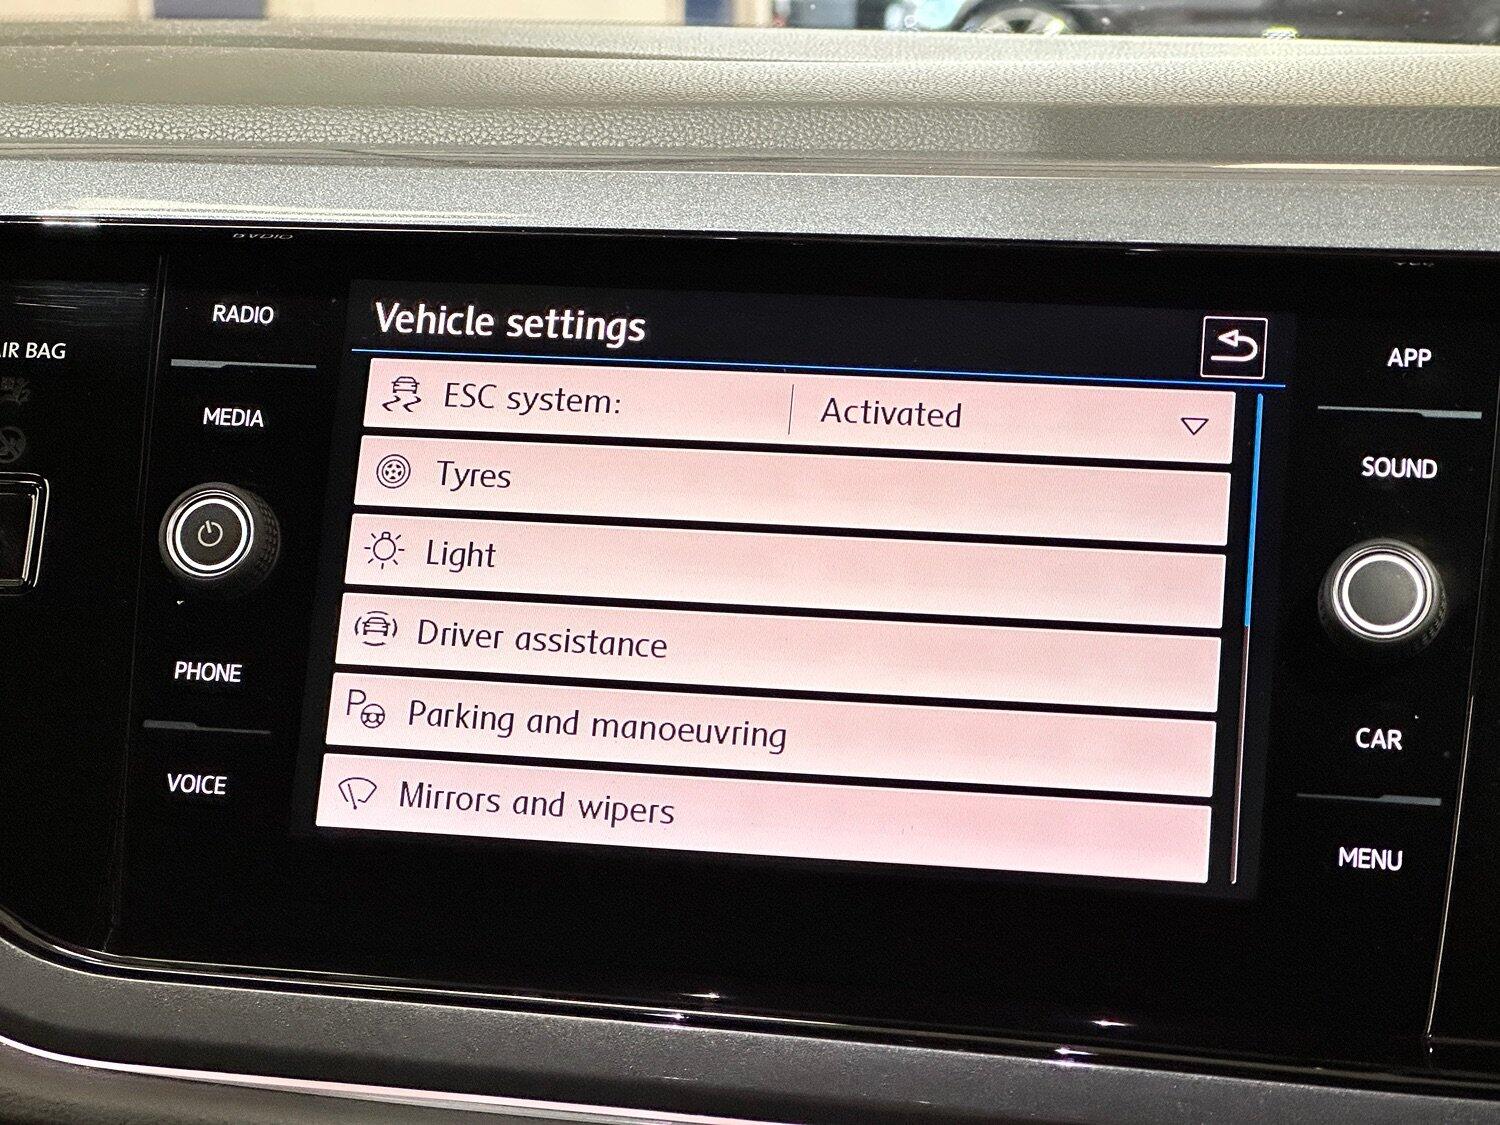 RADIO
MEDIA
PHONE
VOICE
IR BAG
Vehicle settings
ESC system: Activated
Tyres
Light
Driver assistance
P Parking and manoeuvring
Mirrors and wipers
APP
SOUND
CAR
MENU